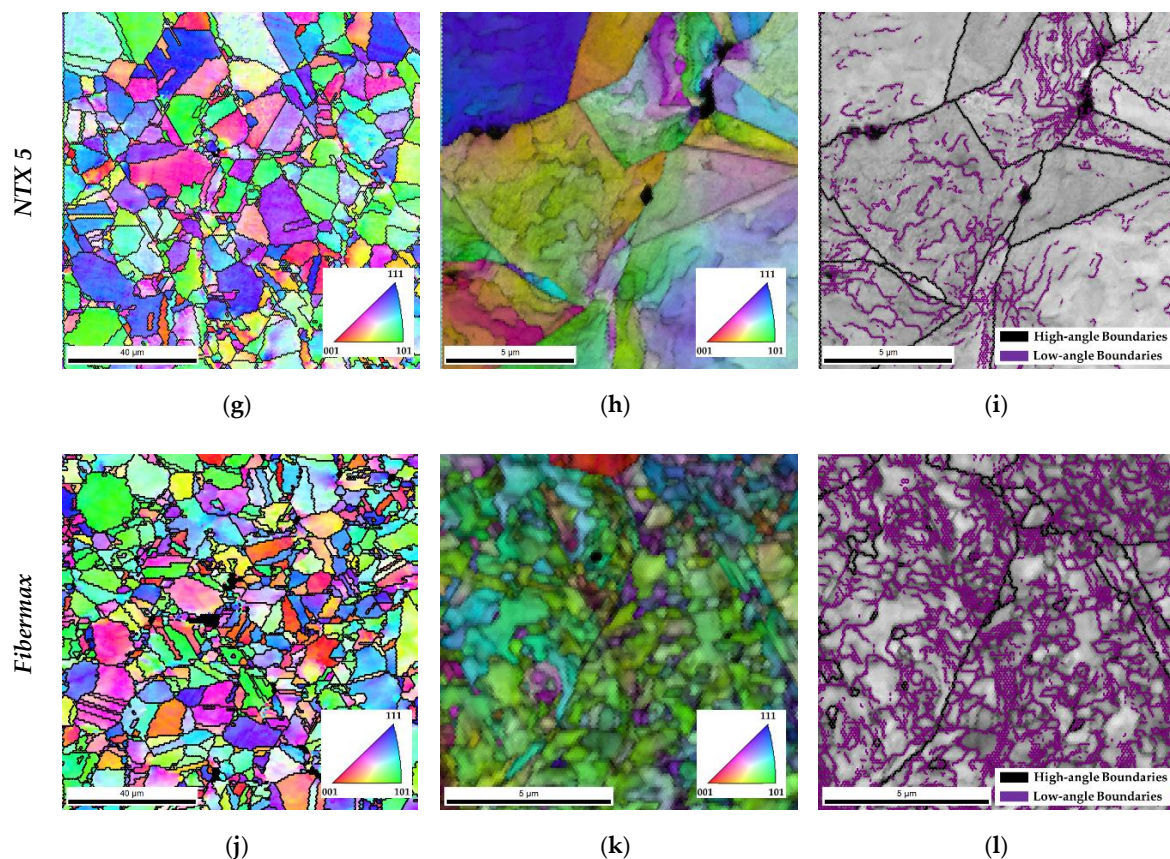 NTX 5
111
001 101
40 µm
111
001 101
5 µm
High-angle Boundaries
Low-angle Boundaries
5 µm
(g) (h) (i)
Fibermax
111
001 101
40 µm
111
001 101
5 µm
High-angle Boundaries
Low-angle Boundaries
5 µm
(j) (k) (l)